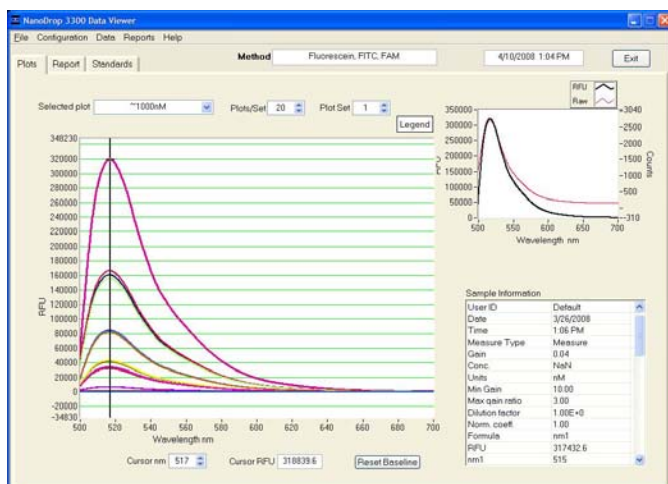 NanoDrop 3300 Data Viewer
File Configuration Data Reports Help
Plots Report Standards
Method Fluorescein, FITC, FAM 4/10/2008 1:04 PM Exit
Selected plot ~1000nM Plots/Set 20 Plot Set 1
Legend
RFU
Raw
348230
320000
300000
280000
260000
240000
220000
200000
180000
160000
140000
120000
100000
80000
60000
40000
20000
0
-20000
-34830
RFU
500 520 540 560 580 600 620 640 660 680 700
Wavelength nm
Cursor nm 517 Cursor RFU 318839.6 Reset Baseline
350000
300000
250000
200000
150000
100000
50000
0
RFU
3040
2500
2000
1500
1000
500
0
-310
Counts
500 550 600 650 700
Wavelength nm
Sample Information
User ID Default
Date 3/26/2008
Time 1:06 PM
Measure Type Measure
Gain 0.04
Conc. NaN
Units nM
Min Gain 10.00
Max gain ratio 3.00
Dilution factor 1.00E+0
Norm. coeff. 1.00
Formula nm1
RFU 317432.6
nm1 515